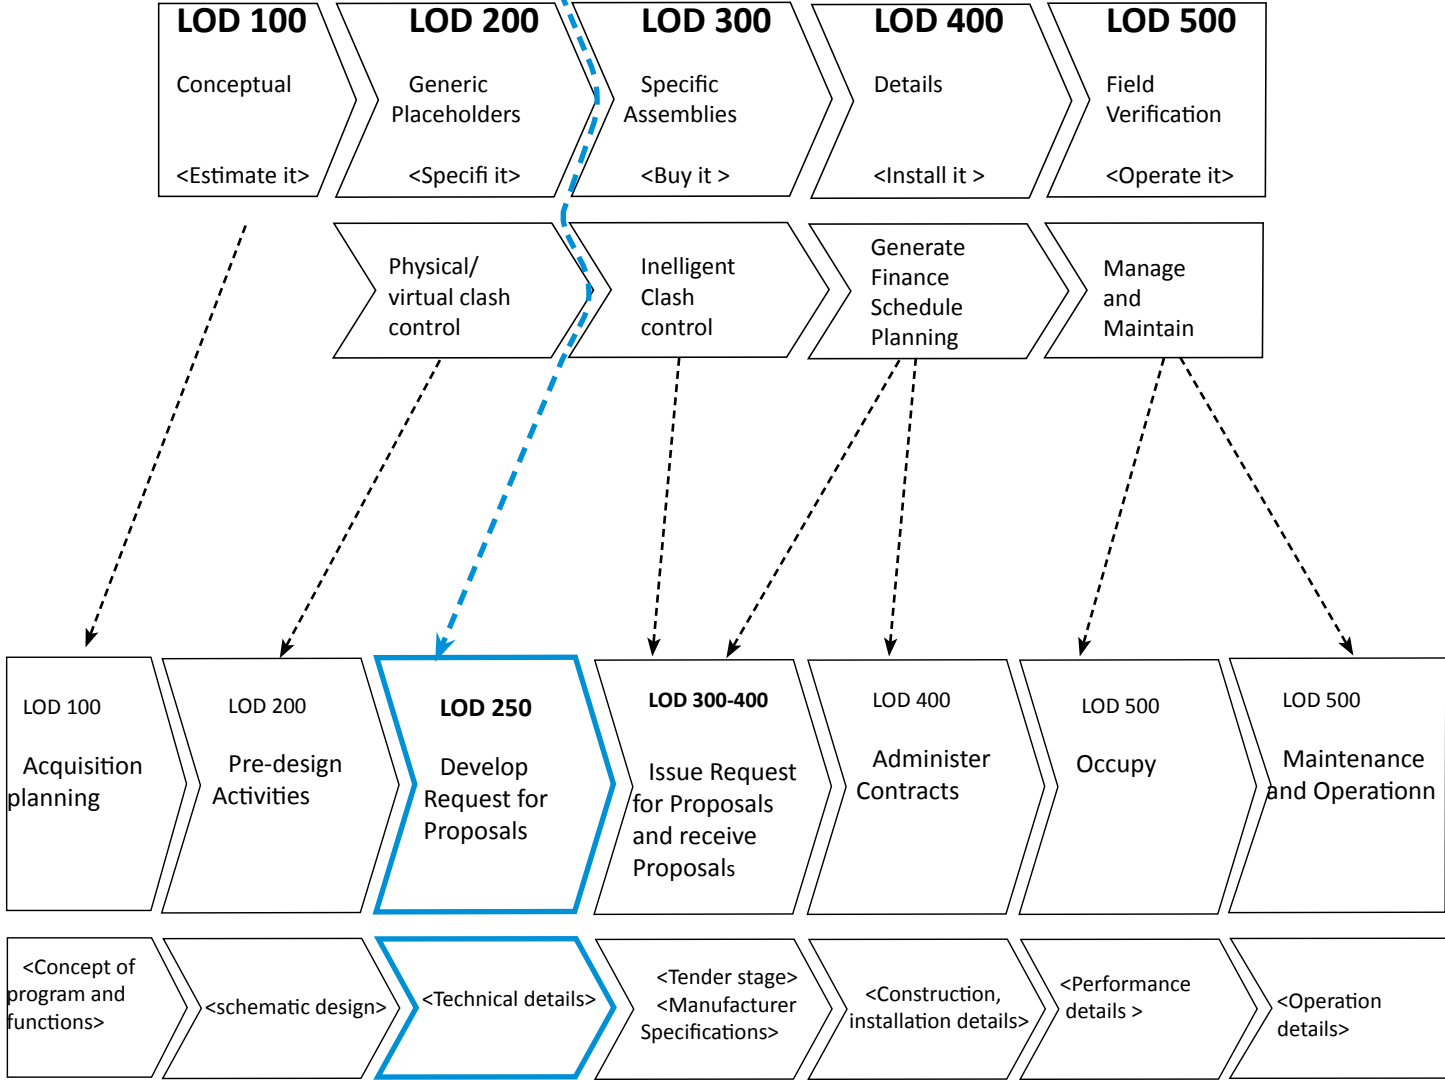 LOD 100
Conceptual
<Estimate it>
LOD 200
Generic
Placeholders
<Specifi it>
LOD 300
Specific
Assemblies
<Buy it >
LOD 400
Details
<Install it >
LOD 500
Field
Verification
<Operate it>
Physical/
virtual clash
control
Inelligent
Clash
control
Generate
Finance
Schedule
Planning
Manage
and
Maintain
LOD 100
Acquisition
planning
LOD 200
Pre-design
Activities
LOD 250
Develop
Request for
Proposals
LOD 300-400
Issue Request
for Proposals
and receive
Proposals
LOD 400
Administer
Contracts
LOD 500
Occupy
LOD 500
Maintenance
and Operationn
<Concept of
program and
functions>
<schematic design>
<Technical details>
<Tender stage>
<Manufacturer
Specifications>
<Construction,
installation details>
<Performance
details >
<Operation
details>